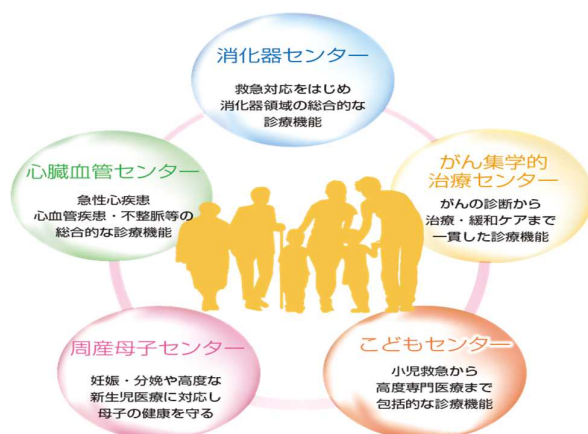 消化器センター
救急対応をはじめ
消化器領域の総合的な
診療機能
心臓血管センター
急性心疾患
心血管疾患・不整脈等の
総合的な診療機能
がん集学的
治療センター
がんの診断から
治療・緩和ケアまで
一貫した診療機能
周産母子センター
妊娠・分娩や高度な
新生児医療に対応し
母子の健康を守る
こどもセンター
小児救急から
高度専門医療まで
包括的な診療機能